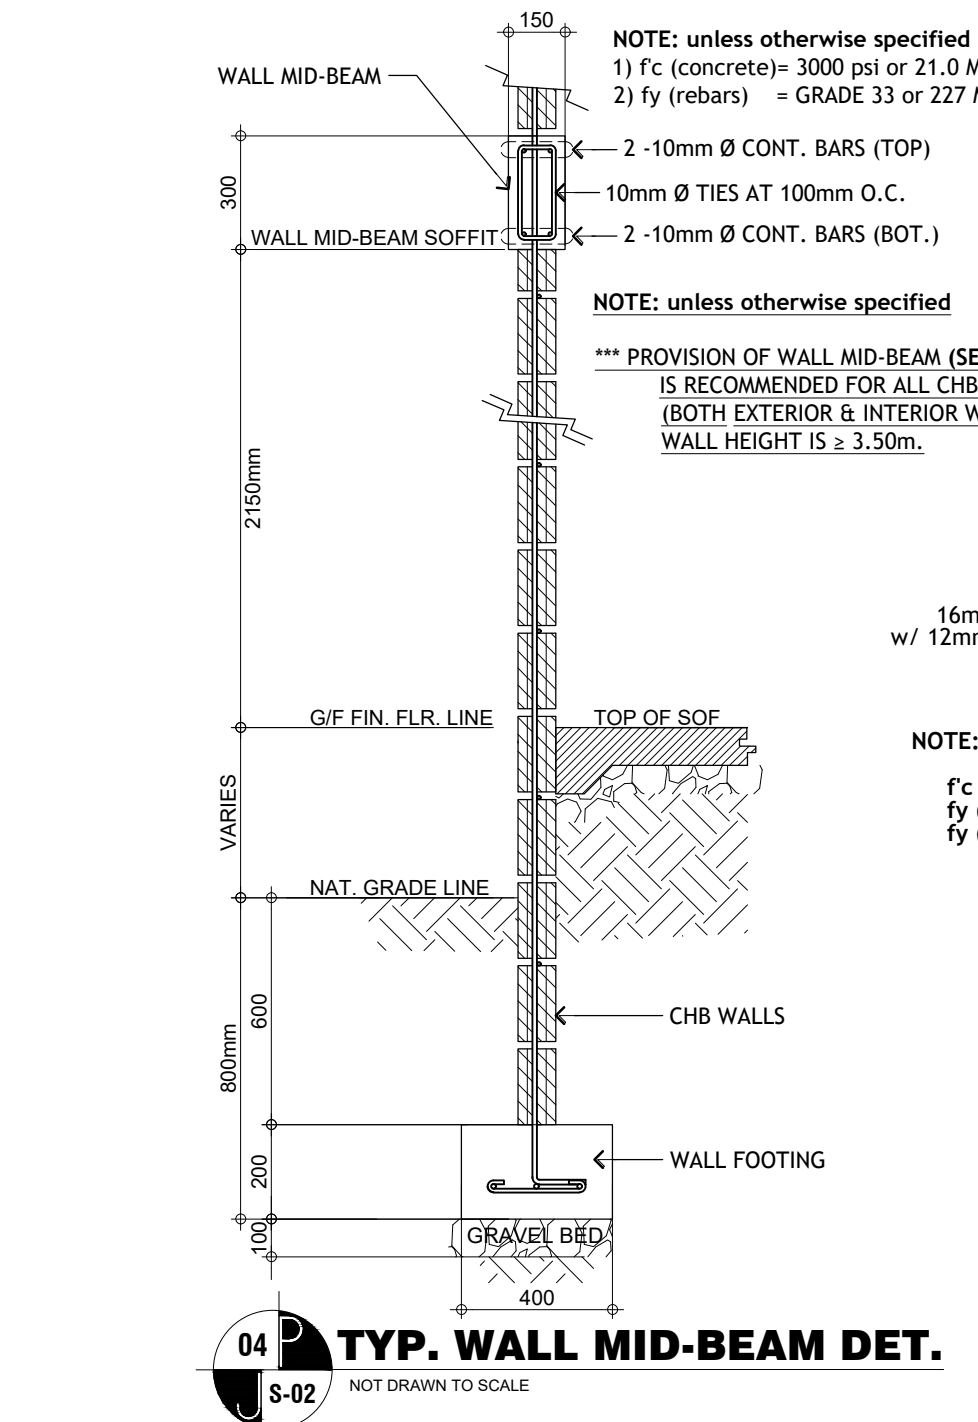 150
NOTE: unless otherwise specified
1) f'c (concrete)= 3000 psi or 21.0
2) fy (rebars) = GRADE 33 or 227
WALL MID-BEAM
2 -10mm Ø CONT. BARS (TOP)
10mm Ø TIES AT 100mm O.C.
300
WALL MID-BEAM SOFFIT
2 -10mm Ø CONT. BARS (BOT.)
NOTE: unless otherwise specified
*** PROVISION OF WALL MID-BEAM
IS RECOMMENDED FOR ALL CHB
(BOTH EXTERIOR & INTERIOR
WALL HEIGHT IS ≥ 3.50m.
2150mm
16m
w/ 12mm
G/F FIN. FLR. LINE
TOP OF SOF
NOTE:
VARIES
f'c
fy
fy
NAT. GRADE LINE
600
800mm
CHB WALLS
200
WALL FOOTING
100
GRAVEL BED
400
04
P
J
S-02
TYP. WALL MID-BEAM DET.
NOT DRAWN TO SCALE